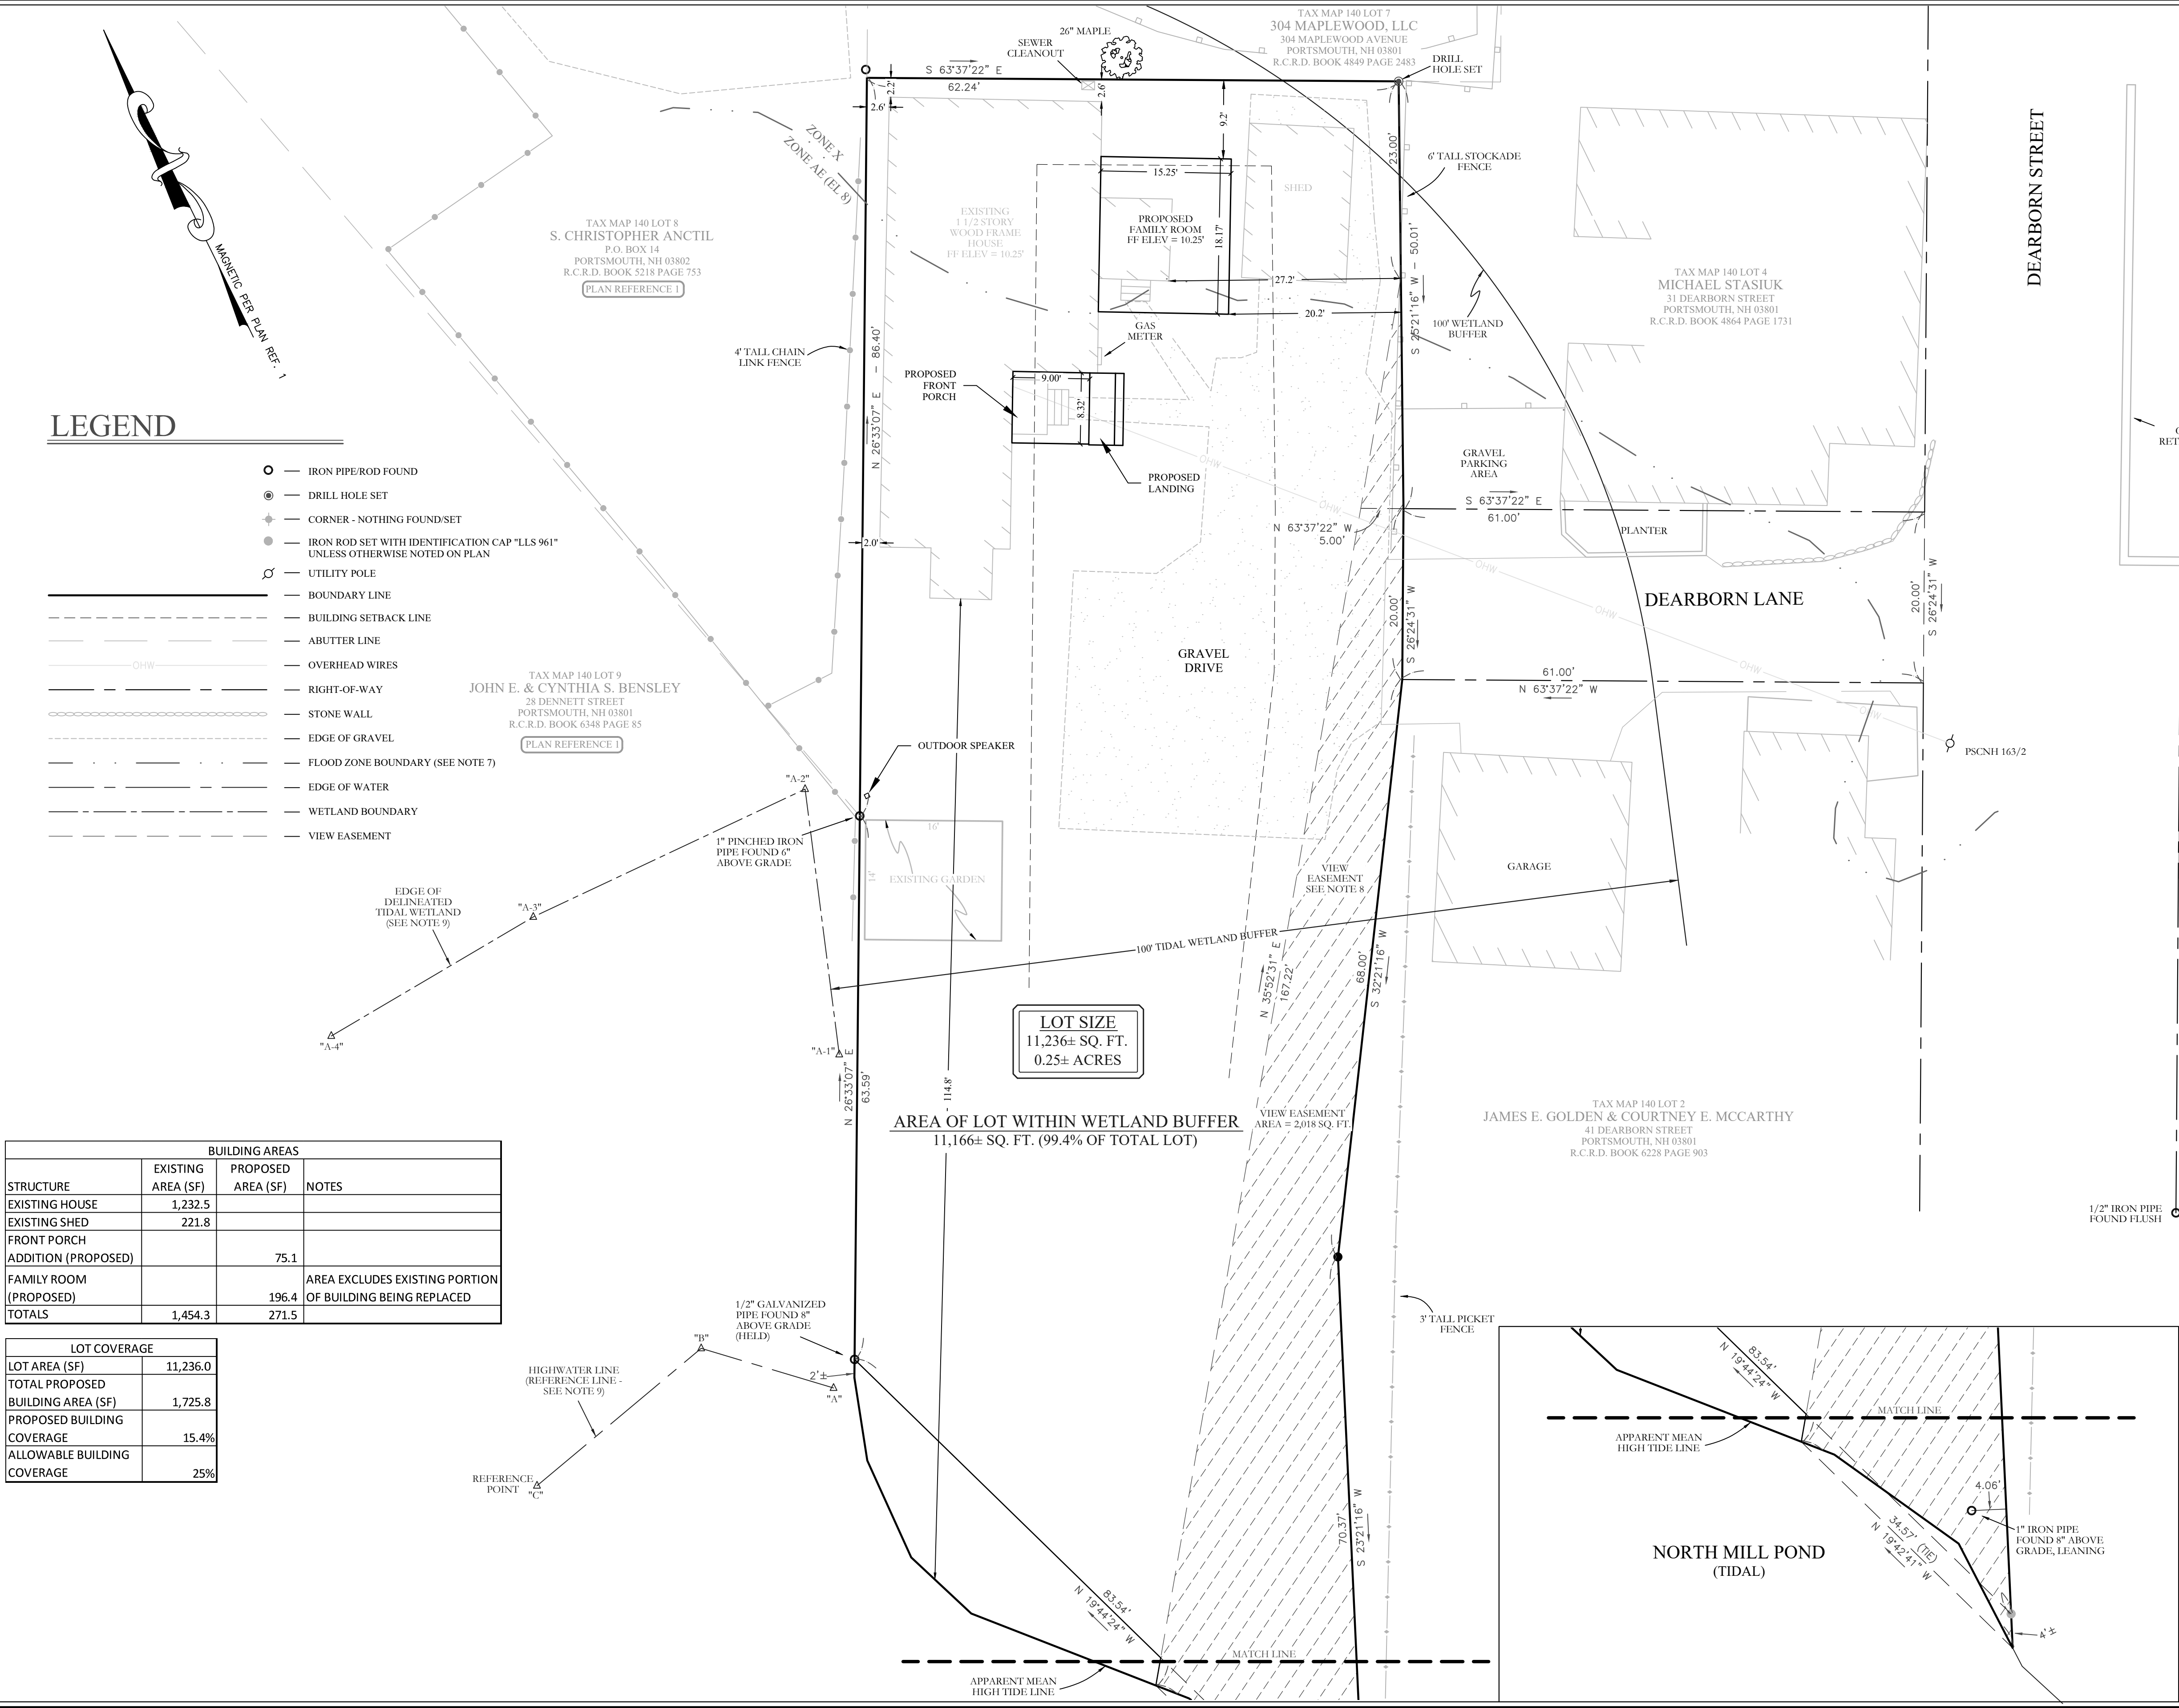 TAX MAP 140 LOT 7
304 MAPLEWOOD, LLC
304 MAPLEWOOD AVENUE
PORTSMOUTH, NH 03801
R.C.R.D. BOOK 4849 PAGE 2483
26" MAPLE
SEWER
CLEANOUT
DRILL
HOLE SET
S 63°37'22" E
62.24'
2.2'
2.6'
2.6'
9.2'
23.00'
ZONE X
ZONE AE (EL 8)
6' TALL STOCKADE
FENCE
DEARBORN STREET
MAGNETIC PER PLAN REF. 1
TAX MAP 140 LOT 8
S. CHRISTOPHER ANCTIL
P.O. BOX 14
PORTSMOUTH, NH 03802
R.C.R.D. BOOK 5218 PAGE 753
PLAN REFERENCE 1
EXISTING
1 1/2 STORY
WOOD FRAME
HOUSE
FF ELEV = 10.25'
15.25'
PROPOSED
FAMILY ROOM
FF ELEV = 10.25'
18.17'
SHED
27.2'
20.2'
S 25°21'16" W - 50.01'
TAX MAP 140 LOT 4
MICHAEL STASIUK
31 DEARBORN STREET
PORTSMOUTH, NH 03801
R.C.R.D. BOOK 4864 PAGE 1731
100' WETLAND
BUFFER
GAS
METER
4' TALL CHAIN
LINK FENCE
N 26°33'07" E - 86.40'
PROPOSED
FRONT
PORCH
9.00'
8.32'
PROPOSED
LANDING
OHW
OHW
OHW
OHW
OHW
OHW
GRAVEL
PARKING
AREA
S 63°37'22" E
61.00'
N 63°37'22" W
5.00'
PLANTER
RET
2.0'
DEARBORN LANE
20.00'
S 26°24'31" W
20.00'
S 26°24'31" W
61.00'
N 63°37'22" W
PSCNH 163/2
GRAVEL
DRIVE
LEGEND
IRON PIPE/ROD FOUND
DRILL HOLE SET
CORNER - NOTHING FOUND/SET
IRON ROD SET WITH IDENTIFICATION CAP "LLS 961"
UNLESS OTHERWISE NOTED ON PLAN
UTILITY POLE
BOUNDARY LINE
BUILDING SETBACK LINE
ABUTTER LINE
OHW
OVERHEAD WIRES
RIGHT-OF-WAY
STONE WALL
EDGE OF GRAVEL
FLOOD ZONE BOUNDARY (SEE NOTE 7)
EDGE OF WATER
WETLAND BOUNDARY
VIEW EASEMENT
TAX MAP 140 LOT 9
JOHN E. & CYNTHIA S. BENSLEY
28 DENNETT STREET
PORTSMOUTH, NH 03801
R.C.R.D. BOOK 6348 PAGE 85
PLAN REFERENCE 1
OUTDOOR SPEAKER
"A-2"
1" PINCHED IRON
PIPE FOUND 6"
ABOVE GRADE
16'
14'
EXISTING GARDEN
EDGE OF
DELINEATED
TIDAL WETLAND
(SEE NOTE 9)
"A-3"
"A-4"
"A-1"
VIEW
EASEMENT
SEE NOTE 8
GARAGE
100' TIDAL WETLAND BUFFER
N 35°52'31" E
167.22'
68.00'
S 32°21'16" W
LOT SIZE
11,236± SQ. FT.
0.25± ACRES
N 26°33'07" E
63.59'
114.8'
AREA OF LOT WITHIN WETLAND BUFFER
11,166± SQ. FT. (99.4% OF TOTAL LOT)
VIEW EASEMENT
AREA = 2,018 SQ. FT.
TAX MAP 140 LOT 2
JAMES E. GOLDEN & COURTNEY E. MCCARTHY
41 DEARBORN STREET
PORTSMOUTH, NH 03801
R.C.R.D. BOOK 6228 PAGE 903
1/2" IRON PIPE
FOUND FLUSH
BUILDING AREAS
STRUCTURE EXISTING AREA (SF) PROPOSED AREA (SF) NOTES
EXISTING HOUSE 1,232.5
EXISTING SHED 221.8
FRONT PORCH
ADDITION (PROPOSED) 75.1
FAMILY ROOM AREA EXCLUDES EXISTING PORTION
(PROPOSED) 196.4 OF BUILDING BEING REPLACED
TOTALS 1,454.3 271.5
LOT COVERAGE
LOT AREA (SF) 11,236.0
TOTAL PROPOSED
BUILDING AREA (SF) 1,725.8
PROPOSED BUILDING
COVERAGE 15.4%
ALLOWABLE BUILDING
COVERAGE 25%
1/2" GALVANIZED
PIPE FOUND 8"
ABOVE GRADE
(HELD)
"B"
2'±
"A"
HIGHWATER LINE
(REFERENCE LINE -
SEE NOTE 9)
REFERENCE
POINT
"C"
3' TALL PICKET
FENCE
70.37'
S 23°21'16" W
83.54'
N 19°44'24" W
MATCH LINE
APPARENT MEAN
HIGH TIDE LINE
83.54'
N 19°44'24" W
MATCH LINE
APPARENT MEAN
HIGH TIDE LINE
4.06'
1" IRON PIPE
FOUND 8" ABOVE
GRADE, LEANING
34.57' (TIE)
N 19°42'41" W
NORTH MILL POND
(TIDAL)
4'±